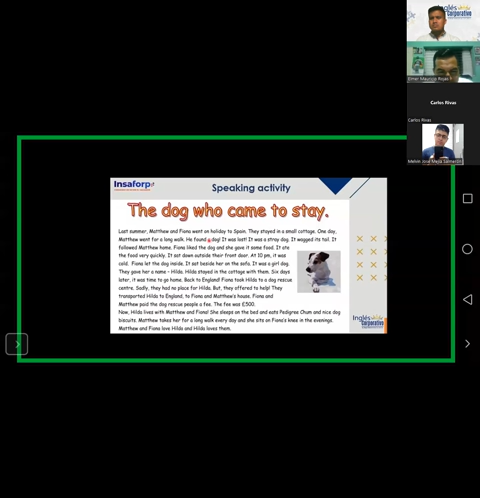 Inglés
Corporativo
Elmer Mauricio Rojas
Carlos Rivas
Carlos Rivas
Insaforp
Speaking activity
The dog who came to stay.
Last summer, Matthew and Fiona went on holiday to Spain. They stayed in a small cottage. One day,
Matthew went for a long walk. He found a dog! It was lost! It was a stray dog. It wagged its tail. It
followed Matthew home. Fiona liked the dog and she gave it some food. It ate
the food very quickly. It sat down outside their front door. At 10 pm, it was
cold. Fiona let the dog inside. It sat beside her on the sofa. It was a girl dog.
They gave her a name - Hilda. Hilda stayed in the cottage with them. Six days
later, it was time to go home. Back to England! Fiona took Hilda to a dog rescue
centre. Sadly, they had no place for Hilda. But, they offered to help! They
transported Hilda to England, to Fiona and Matthew's house. Fiona and
Matthew paid the dog rescue people a fee. The fee was £500.
Now, Hilda lives with Matthew and Fiona! She sleeps on the bed and eats Pedigree Chum and nice dog
biscuits. Matthew takes her for a long walk every day and she sits on Fiona's knee in the evenings.
Matthew and Fiona love Hilda and Hilda loves them.
Inglés
Corporativo